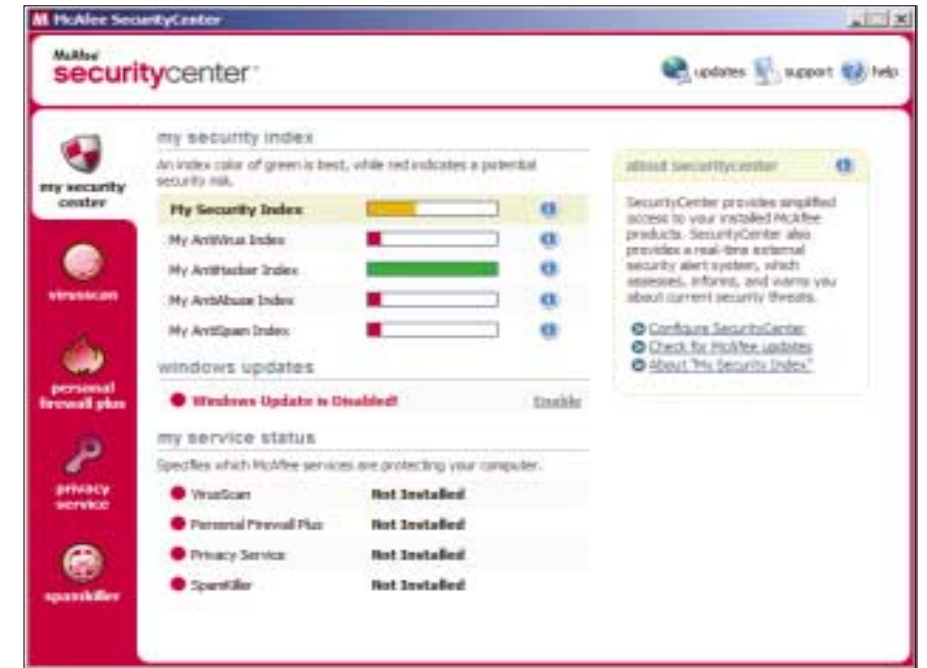 McAfee SecurityCenter
McAfee
securitycenter™
updates support help
my security center
virusscan
personal firewall plus
privacy service
spamkiller
my security index
An index color of green is best, while red indicates a potential
security risk.
My Security Index
My AntiVirus Index
My AntiHacker Index
My AntiAbuse Index
My AntiSpam Index
windows updates
Windows Update is Disabled! Enable
my service status
Specifies which McAfee services are protecting your computer.
VirusScan Not Installed
Personal Firewall Plus Not Installed
Privacy Service Not Installed
SpamKiller Not Installed
about securitycenter
SecurityCenter provides simplified
access to your installed McAfee
products. SecurityCenter also
provides a real-time external
security alert system, which
assesses, informs, and warns you
about current security threats.
Configure SecurityCenter
Check for McAfee updates
About "My Security Index"